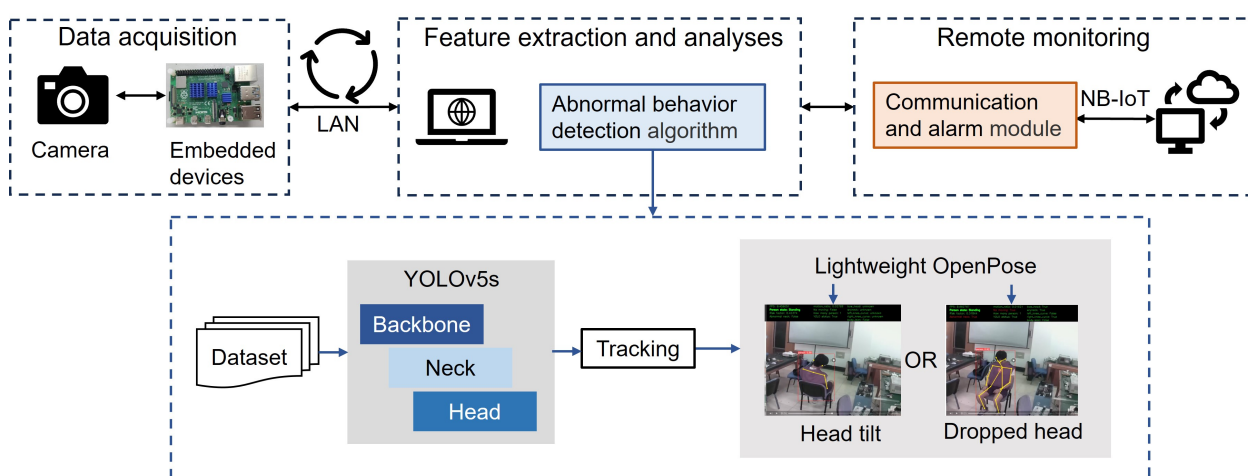 Data acquisition
Camera
Embedded
devices
LAN
Feature extraction and analyses
Abnormal behavior
detection algorithm
Remote monitoring
Communication
and alarm module
NB-IoT
Dataset
YOLOv5s
Backbone
Neck
Head
Tracking
Lightweight OpenPose
OR
Head tilt
Dropped head